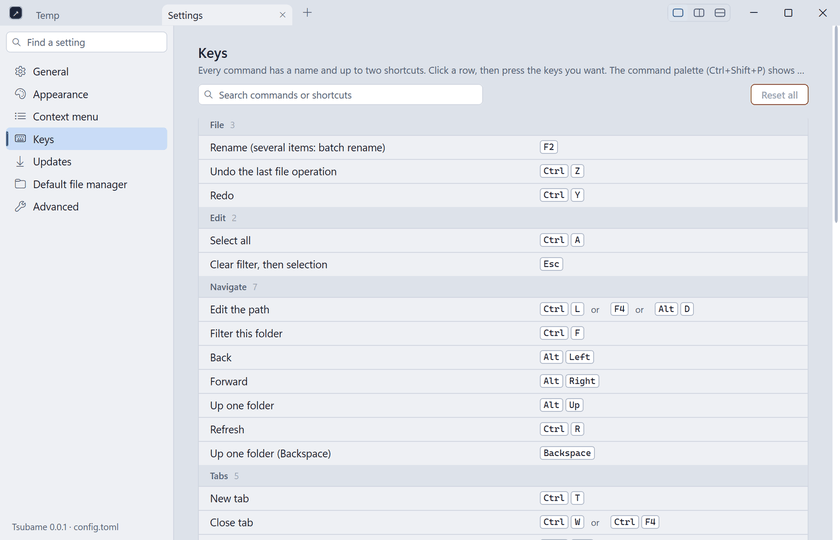 Temp
Settings
Find a setting
General
Appearance
Context menu
Keys
Updates
Default file manager
Advanced
Tsubame 0.0.1 · config.toml
Keys
Every command has a name and up to two shortcuts. Click a row, then press the keys you want. The command palette (Ctrl+Shift+P) shows ...
Search commands or shortcuts
Reset all
File 3
Rename (several items: batch rename) F2
Undo the last file operation Ctrl Z
Redo Ctrl Y
Edit 2
Select all Ctrl A
Clear filter, then selection Esc
Navigate 7
Edit the path Ctrl L or F4 or Alt D
Filter this folder Ctrl F
Back Alt Left
Forward Alt Right
Up one folder Alt Up
Refresh Ctrl R
Up one folder (Backspace) Backspace
Tabs 5
New tab Ctrl T
Close tab Ctrl W or Ctrl F4